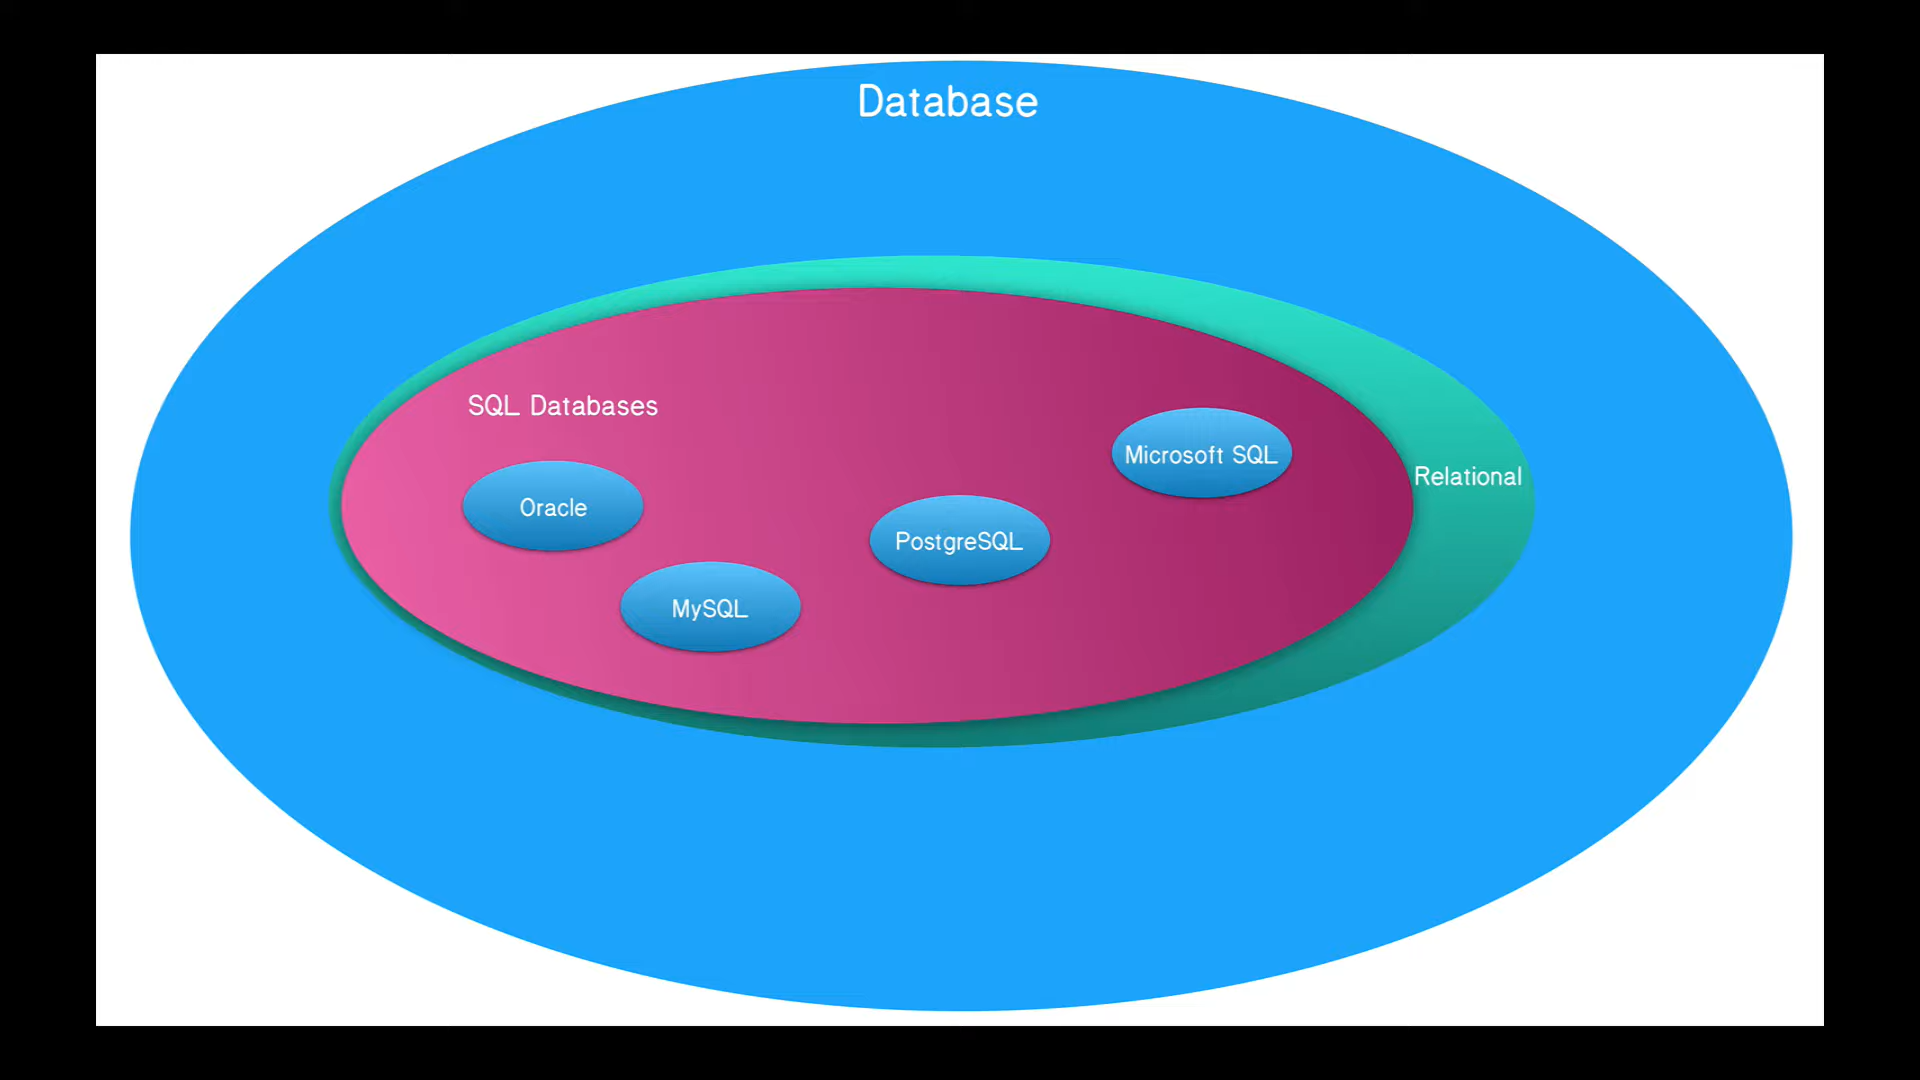 Database
SQL Databases
Microsoft SQL
Relational
Oracle
PostgreSQL
MySQL